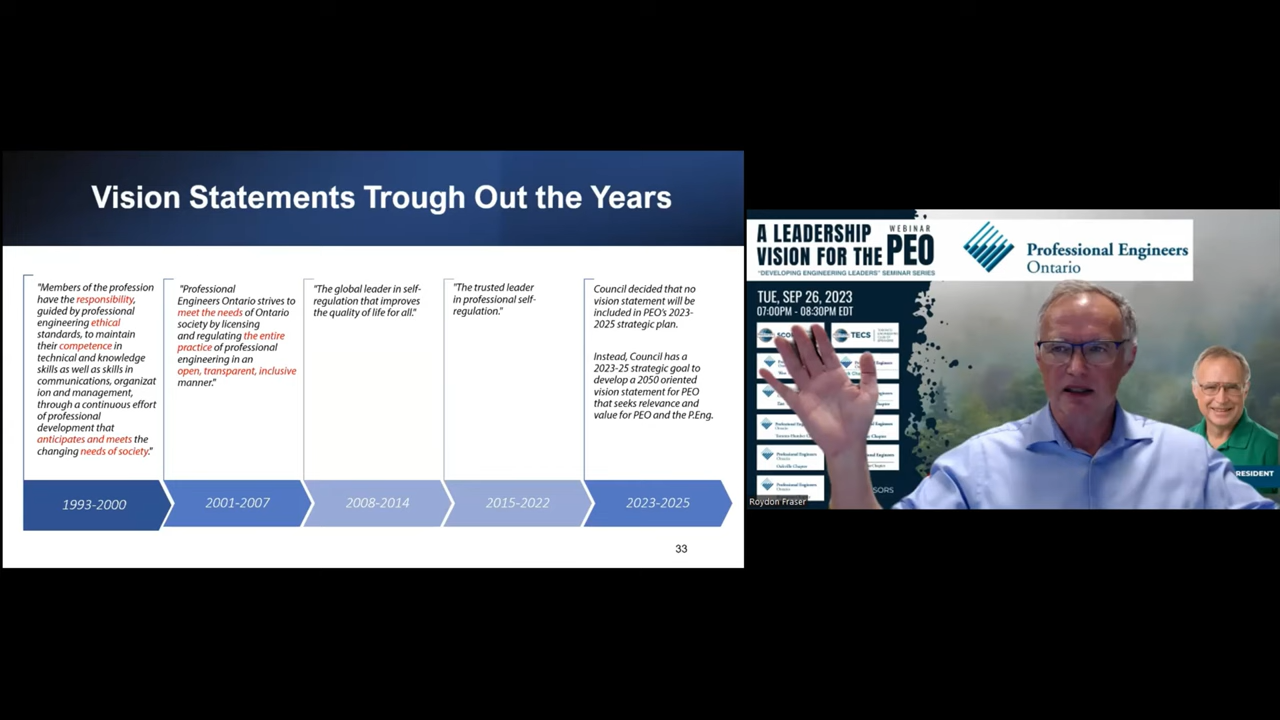 Vision Statements Trough Out the Years
"Members of the profession
have the responsibility,
guided by professional
engineering ethical
standards, to maintain
their competence in
technical and knowledge
skills as well as skills in
communications, organizat
ion and management,
through a continuous effort
of professional
development that
anticipates and meets the
changing needs of society."
1993-2000
"Professional
Engineers Ontario strives to
meet the needs of Ontario
society by licensing
and regulating the entire
practice of professional
engineering in an
open, transparent, inclusive
manner."
2001-2007
"The global leader in self-
regulation that improves
the quality of life for all."
2008-2014
"The trusted leader
in professional self-
regulation."
2015-2022
Council decided that no
vision statement will be
included in PEO's 2023-
2025 strategic plan.
Instead, Council has a
2023-25 strategic goal to
develop a 2050 oriented
vision statement for PEO
that seeks relevance and
value for PEO and the P.Eng.
2023-2025
33
A LEADERSHIP
WEBINAR
VISION FOR THE PEO
"DEVELOPING ENGINEERING LEADERS" SEMINAR SERIES
Professional Engineers
Ontario
TUE, SEP 26, 2023
07:00PM - 08:30PM EDT
TECS
RESIDENT
Roydon Fraser